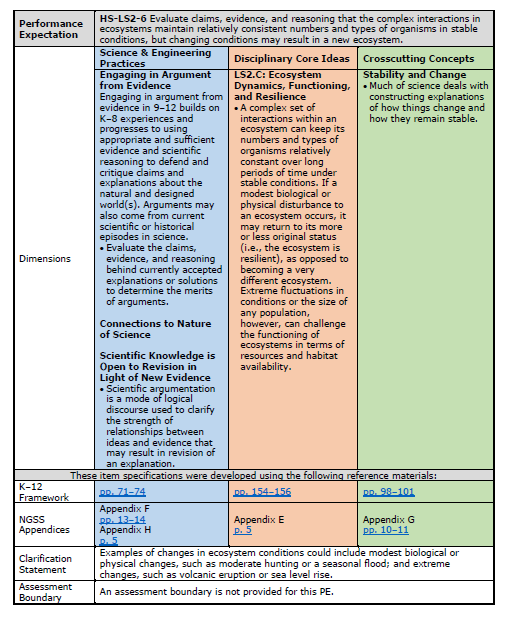 Performance
Expectation
HS-LS2-6 Evaluate claims, evidence, and reasoning that the complex interactions in
ecosystems maintain relatively consistent numbers and types of organisms in stable
conditions, but changing conditions may result in a new ecosystem.
Dimensions
Science & Engineering
Practices
Engaging in Argument
from Evidence
Engaging in argument from
evidence in 9–12 builds on
K–8 experiences and
progresses to using
appropriate and sufficient
evidence and scientific
reasoning to defend and
critique claims and
explanations about the
natural and designed
world(s). Arguments may
also come from current
scientific or historical
episodes in science.
• Evaluate the claims,
evidence, and reasoning
behind currently accepted
explanations or solutions
to determine the merits
of arguments.
Connections to Nature
of Science
Scientific Knowledge is
Open to Revision in
Light of New Evidence
• Scientific argumentation
is a mode of logical
discourse used to clarify
the strength of
relationships between
ideas and evidence that
may result in revision of
an explanation.
Disciplinary Core Ideas
LS2.C: Ecosystem
Dynamics, Functioning,
and Resilience
• A complex set of
interactions within an
ecosystem can keep its
numbers and types of
organisms relatively
constant over long
periods of time under
stable conditions. If a
modest biological or
physical disturbance to
an ecosystem occurs, it
may return to its more
or less original status
(i.e., the ecosystem is
resilient), as opposed to
becoming a very
different ecosystem.
Extreme fluctuations in
conditions or the size of
any population,
however, can challenge
the functioning of
ecosystems in terms of
resources and habitat
availability.
Crosscutting Concepts
Stability and Change
• Much of science deals with
constructing explanations
of how things change and
how they remain stable.
These item specifications were developed using the following reference materials:
K–12
Framework
pp. 71–74
pp. 154–156
pp. 98–101
NGSS
Appendices
Appendix F
pp. 13–14
Appendix H
p. 5
Appendix E
p. 5
Appendix G
pp. 10–11
Clarification
Statement
Examples of changes in ecosystem conditions could include modest biological or
physical changes, such as moderate hunting or a seasonal flood; and extreme
changes, such as volcanic eruption or sea level rise.
Assessment
Boundary
An assessment boundary is not provided for this PE.